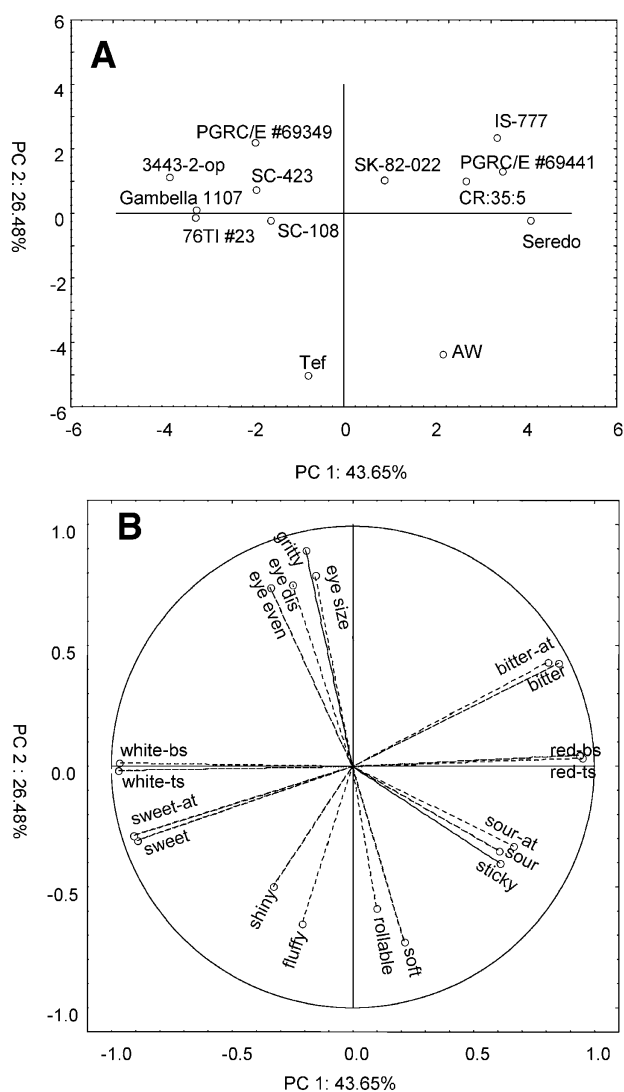 A
6
4
2
0
-2
-4
-6
PC 2: 26.48%
IS-777
PGRC/E #69349
3443-2-op
SK-82-022
PGRC/E #69441
SC-423
Gambella 1107
CR:35:5
76TI #23
SC-108
Seredo
Tef
AW
-6 -4 -2 0 2 4 6
PC 1: 43.65%
B
1.0
0.5
0.0
-0.5
-1.0
PC 2 : 26.48%
gritty
eye dis
eye even
eye size
bitter-at
bitter
white-bs
red-bs
white-ts
red-ts
sweet-at
sweet
sour-at
sour
sticky
shiny
fluffy
rollable
soft
-1.0 -0.5 0.0 0.5 1.0
PC 1: 43.65%